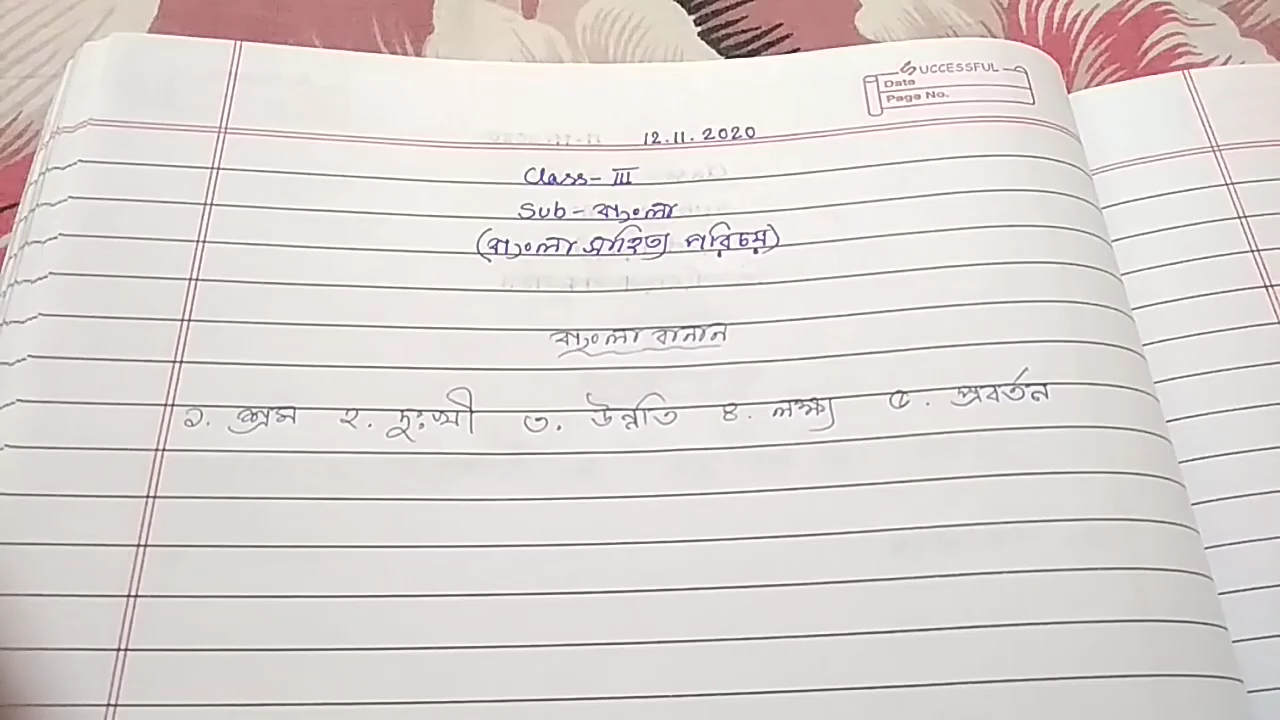 SUCCESSFUL
Date
Page No.
12.11.2020
Class- III
Sub- বাংলা
(বাংলা সাহিত্য পরিচয়)
বাংলা বানান
১. শ্রম ২. দুঃখী ৩. উন্নতি ৪. লক্ষ্য ৫. প্রবর্তন